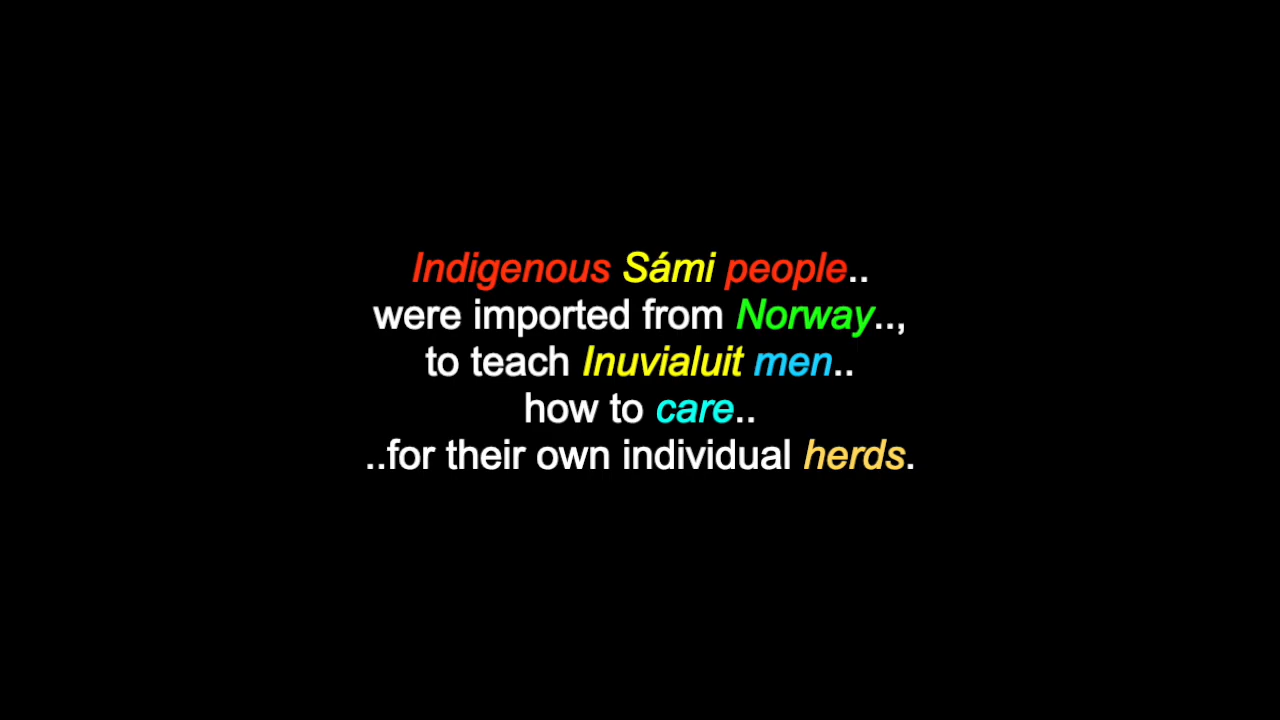 Indigenous Sámi people..
were imported from Norway..,
to teach Inuvialuit men..
how to care..
..for their own individual herds.